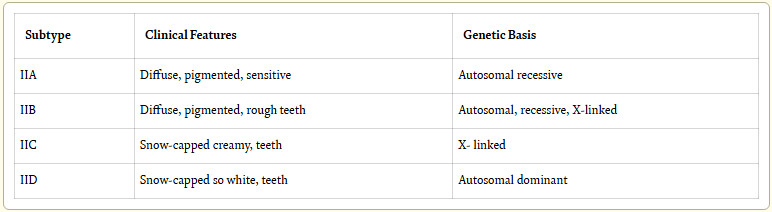 Subtype Clinical Features Genetic Basis
IIA Diffuse, pigmented, sensitive Autosomal recessive
IIB Diffuse, pigmented, rough teeth Autosomal, recessive, X-linked
IIC Snow-capped creamy, teeth X- linked
IID Snow-capped so white, teeth Autosomal dominant